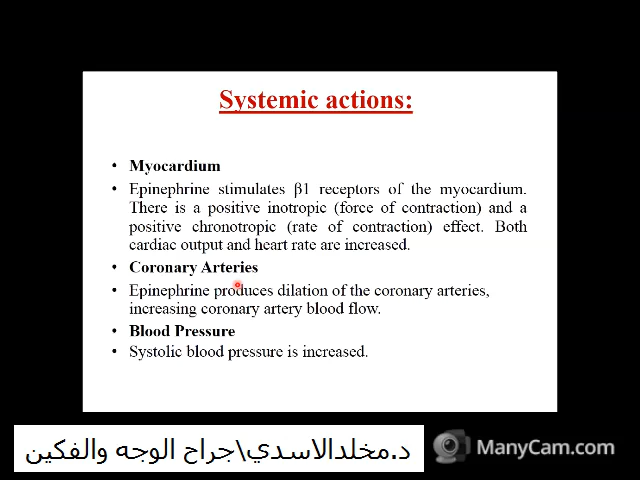 Systemic actions:
• Myocardium
• Epinephrine stimulates β1 receptors of the myocardium.
There is a positive inotropic (force of contraction) and a
positive chronotropic (rate of contraction) effect. Both
cardiac output and heart rate are increased.
• Coronary Arteries
• Epinephrine produces dilation of the coronary arteries,
increasing coronary artery blood flow.
• Blood Pressure
• Systolic blood pressure is increased.
د.مخلدالاسدي\جراح الوجه والفكين
ManyCam.com